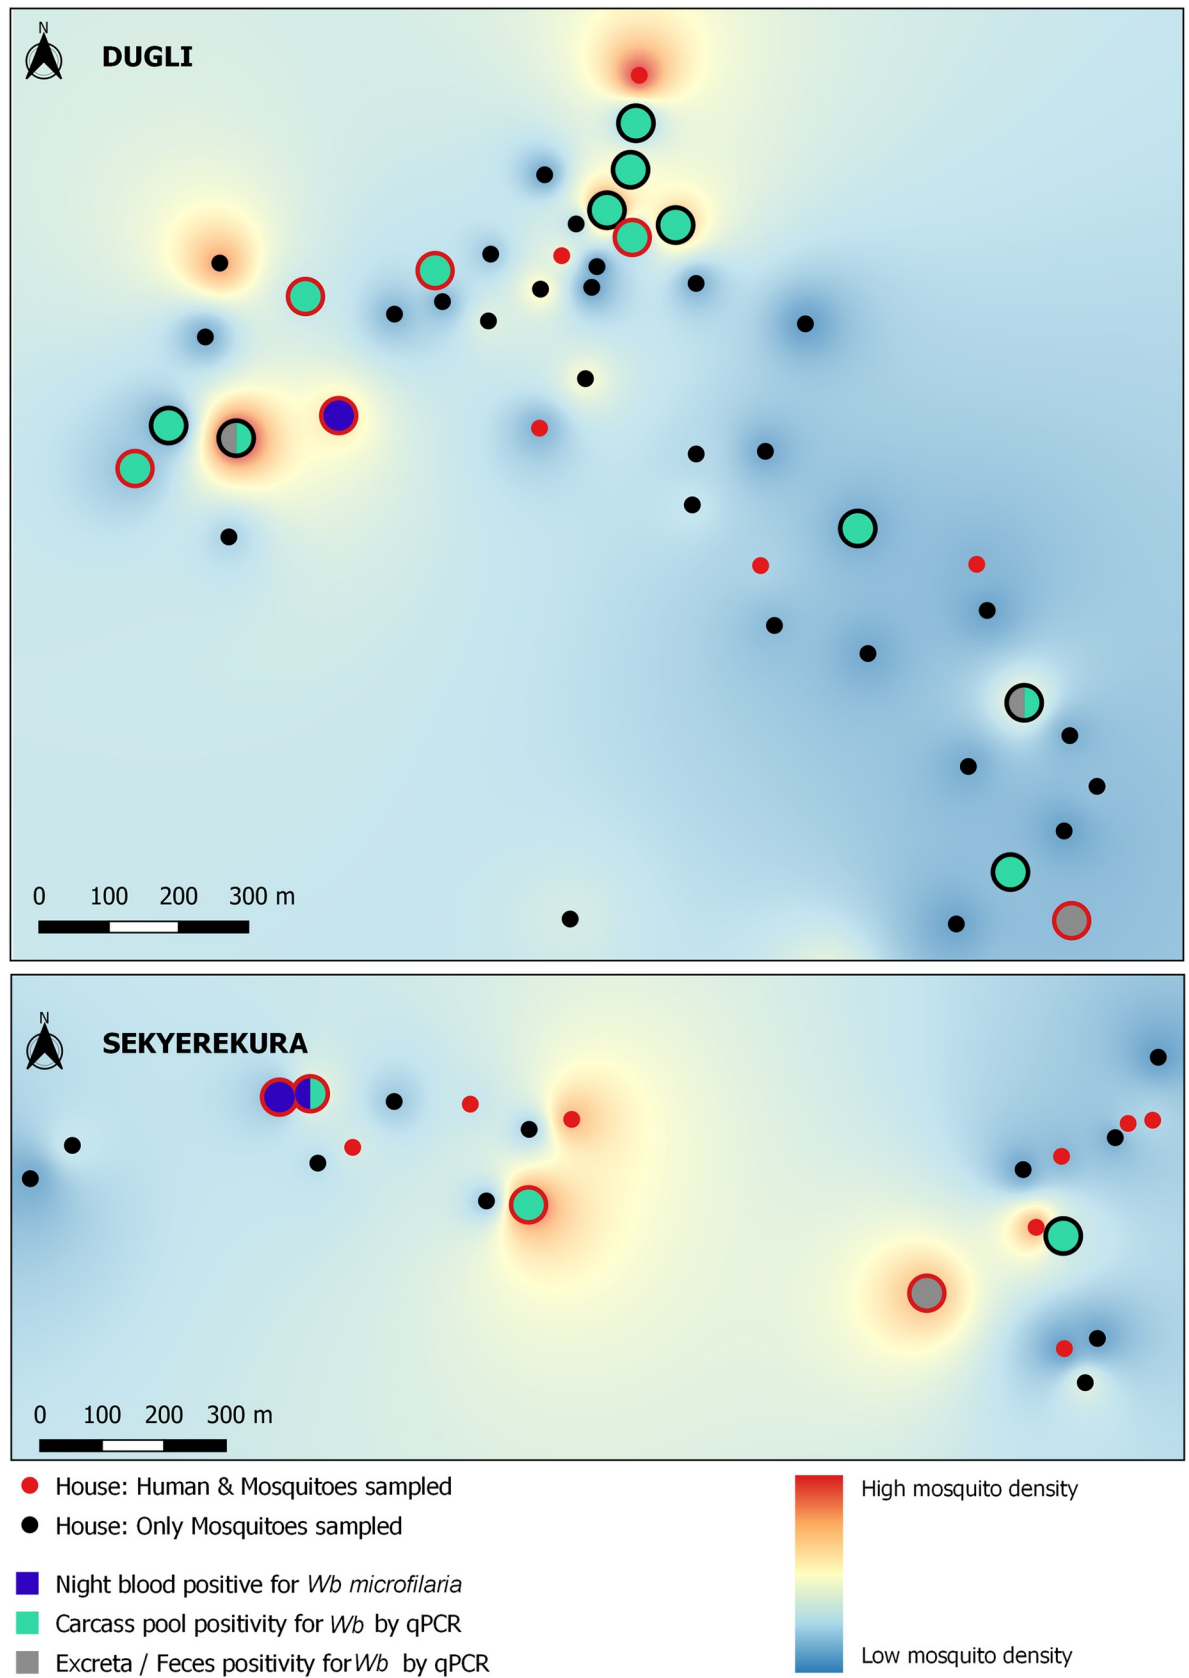 N
DUGLI
0 100 200 300 m
N
SEKYEREKURA
0 100 200 300 m
House: Human & Mosquitoes sampled
House: Only Mosquitoes sampled
Night blood positive for Wb microfilaria
Carcass pool positivity for Wb by qPCR
Excreta / Feces positivity for Wb by qPCR
High mosquito density
Low mosquito density